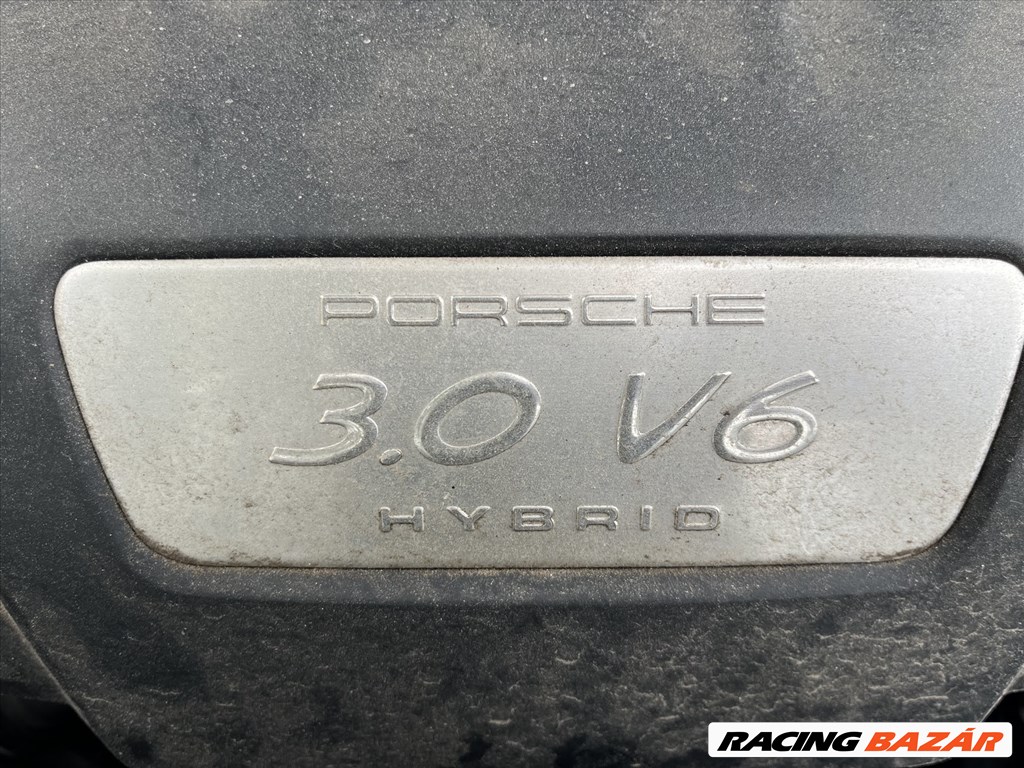 PORSCHE
3.0 V6
HYBRID
RACING BAZÁR